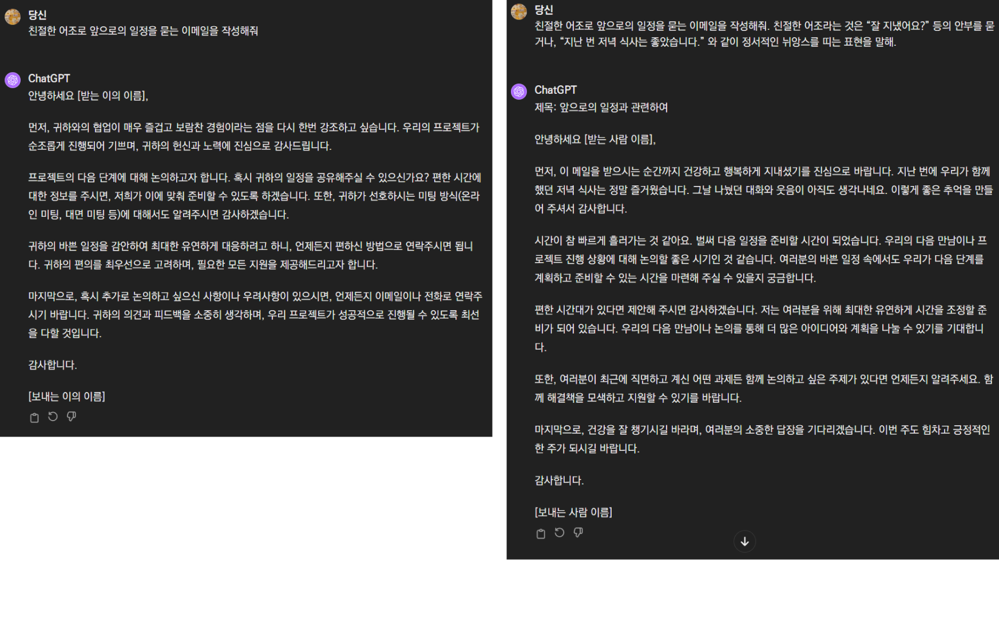 당신
친절한 어조로 앞으로의 일정을 묻는 이메일을 작성해줘
ChatGPT
안녕하세요 [받는 이의 이름],
먼저, 귀하와의 협업이 매우 즐겁고 보람찬 경험이라는 점을 다시 한번 강조하고 싶습니다. 우리의 프로젝트가
순조롭게 진행되어 기쁘며, 귀하의 헌신과 노력에 진심으로 감사드립니다.
프로젝트의 다음 단계에 대해 논의하고자 합니다. 혹시 귀하의 일정을 공유해주실 수 있으신가요? 편한 시간에
대한 정보를 주시면, 저희가 이에 맞춰 준비할 수 있도록 하겠습니다. 또한, 귀하가 선호하시는 미팅 방식(온라
인 미팅, 대면 미팅 등)에 대해서도 알려주시면 감사하겠습니다.
귀하의 바쁜 일정을 감안하여 최대한 유연하게 대응하려고 하니, 언제든지 편하신 방법으로 연락주시면 됩니
다. 귀하의 편의를 최우선으로 고려하며, 필요한 모든 지원을 제공해드리고자 합니다.
마지막으로, 혹시 추가로 논의하고 싶으신 사항이나 우려사항이 있으시면, 언제든지 이메일이나 전화로 연락주
시기 바랍니다. 귀하의 의견과 피드백을 소중히 생각하며, 우리 프로젝트가 성공적으로 진행될 수 있도록 최선
을 다할 것입니다.
감사합니다.
[보내는 이의 이름]
당신
친절한 어조로 앞으로의 일정을 묻는 이메일을 작성해줘. 친절한 어조라는 것은 “잘 지냈어요?” 등의 안부를 묻
거나, “지난 번 저녁 식사는 좋았습니다.” 와 같이 정서적인 뉘앙스를 띠는 표현을 말해.
ChatGPT
제목: 앞으로의 일정과 관련하여
안녕하세요 [받는 사람 이름],
먼저, 이 메일을 받으시는 순간까지 건강하고 행복하게 지내셨기를 진심으로 바랍니다. 지난 번에 우리가 함께
했던 저녁 식사는 정말 즐거웠습니다. 그날 나눴던 대화와 웃음이 아직도 생각나네요. 이렇게 좋은 추억을 만들
어 주셔서 감사합니다.
시간이 참 빠르게 흘러가는 것 같아요. 벌써 다음 일정을 준비할 시간이 되었습니다. 우리의 다음 만남이나 프
로젝트 진행 상황에 대해 논의할 좋은 시기인 것 같습니다. 여러분의 바쁜 일정 속에서도 우리가 다음 단계를
계획하고 준비할 수 있는 시간을 마련해 주실 수 있을지 궁금합니다.
편한 시간대가 있다면 제안해 주시면 감사하겠습니다. 저는 여러분을 위해 최대한 유연하게 시간을 조정할 준
비가 되어 있습니다. 우리의 다음 만남이나 논의를 통해 더 많은 아이디어와 계획을 나눌 수 있기를 기대합니
다.
또한, 여러분이 최근에 직면하고 계신 어떤 과제든 함께 논의하고 싶은 주제가 있다면 언제든지 알려주세요. 함
께 해결책을 모색하고 지원할 수 있기를 바랍니다.
마지막으로, 건강을 잘 챙기시길 바라며, 여러분의 소중한 답장을 기다리겠습니다. 이번 주도 힘차고 긍정적인
한 주가 되시길 바랍니다.
감사합니다.
[보내는 사람 이름]